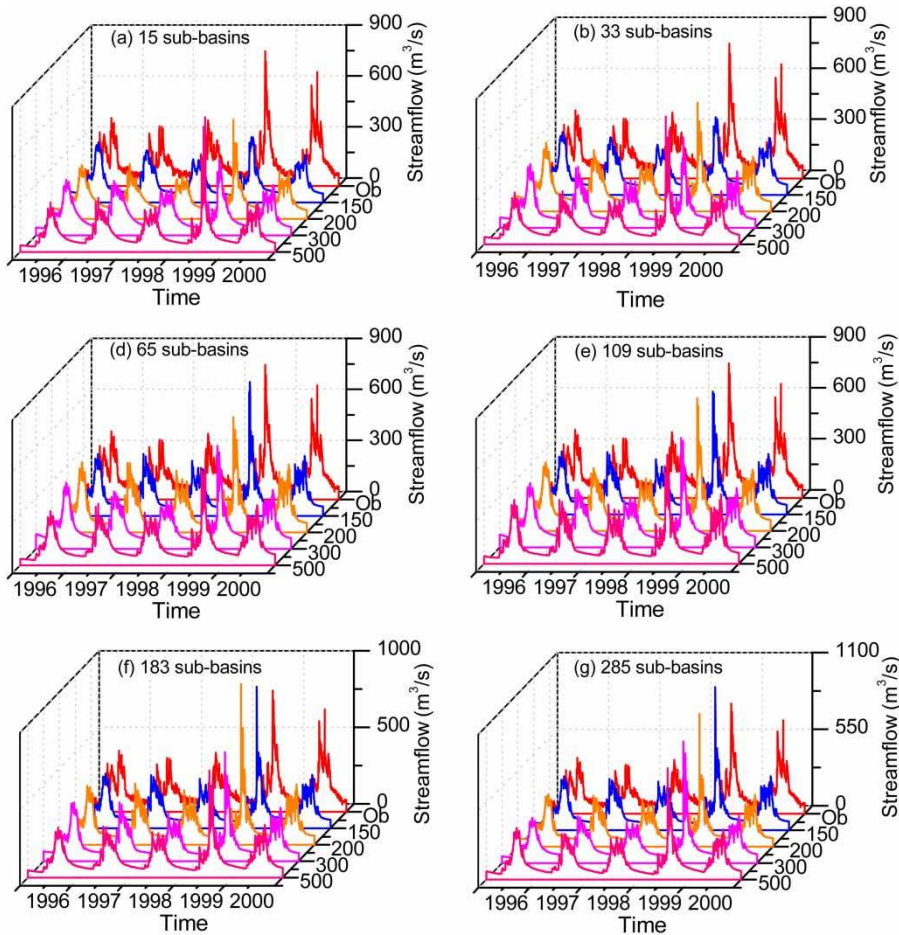 (a) 15 sub-basins
900
600
300
0
Streamflow (m³/s)
Ob
150
200
300
500
1996 1997 1998 1999 2000
Time
(b) 33 sub-basins
900
600
300
0
Streamflow (m³/s)
Ob
150
200
300
500
1996 1997 1998 1999 2000
Time
(d) 65 sub-basins
900
600
300
0
Streamflow (m³/s)
Ob
150
200
300
500
1996 1997 1998 1999 2000
Time
(e) 109 sub-basins
900
600
300
0
Streamflow (m³/s)
Ob
150
200
300
500
1996 1997 1998 1999 2000
Time
(f) 183 sub-basins
1000
500
0
Streamflow (m³/s)
Ob
150
200
300
500
1996 1997 1998 1999 2000
Time
(g) 285 sub-basins
1100
550
0
Streamflow (m³/s)
Ob
150
200
300
500
1996 1997 1998 1999 2000
Time